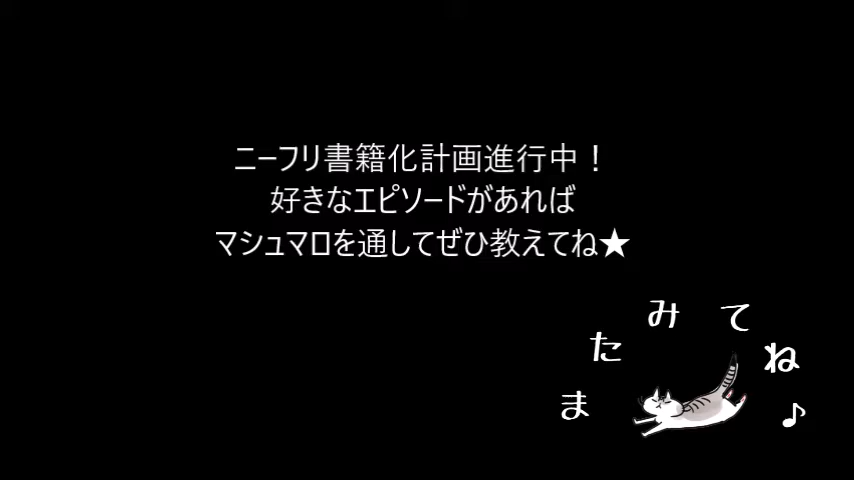 ニーフリ書籍化計画進行中！
好きなエピソードがあれば
マシュマロを通してぜひ教えてね★
またみてね♪